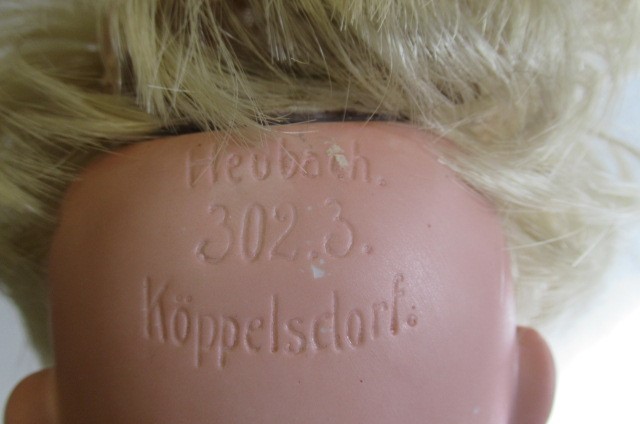 Heubach.
302.3.
Köppelsdorf.